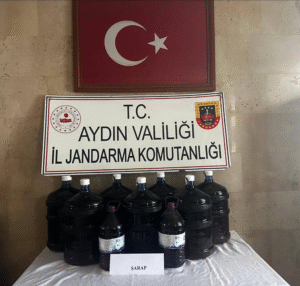 T.C.
AYDIN VALİLİĞİ
İL JANDARMA KOMUTANLIĞI
ŞARAP